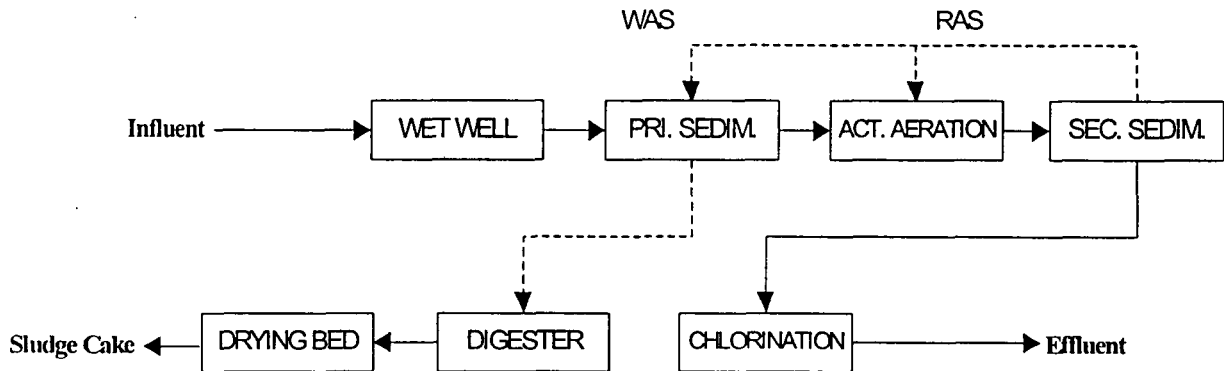 WAS
RAS
Influent
WET WELL
PRI. SEDIM.
ACT. AERATION
SEC. SEDIM.
Sludge Cake
DRYING BED
DIGESTER
CHLORINATION
Effluent